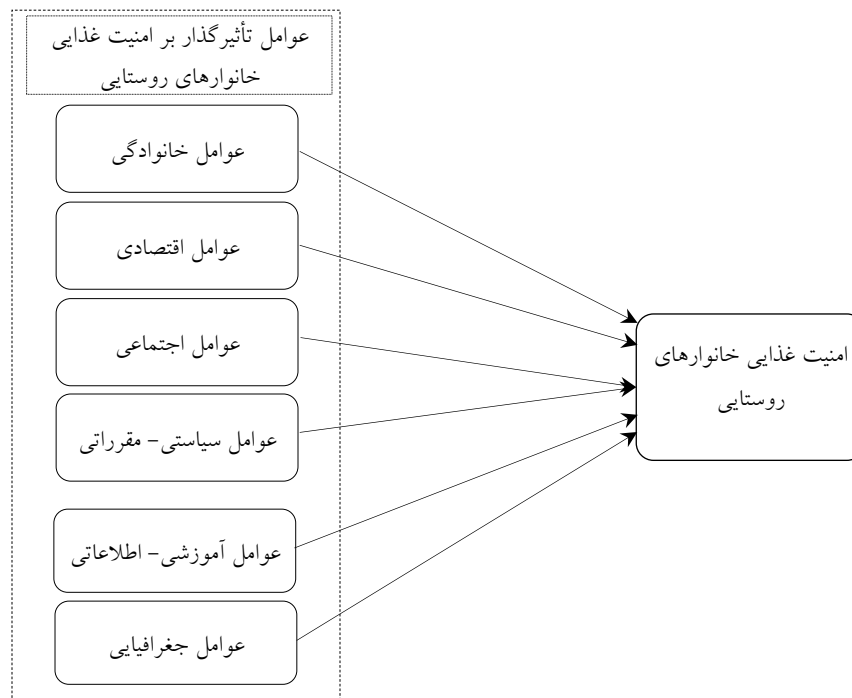 عوامل تأثیرگذار بر امنیت غذایی
خانوارهای روستایی
عوامل خانوادگی
عوامل اقتصادی
عوامل اجتماعی
عوامل سیاستی- مقرراتی
عوامل آموزشی- اطلاعاتی
عوامل جغرافیایی
امنیت غذایی خانوارهای
روستایی